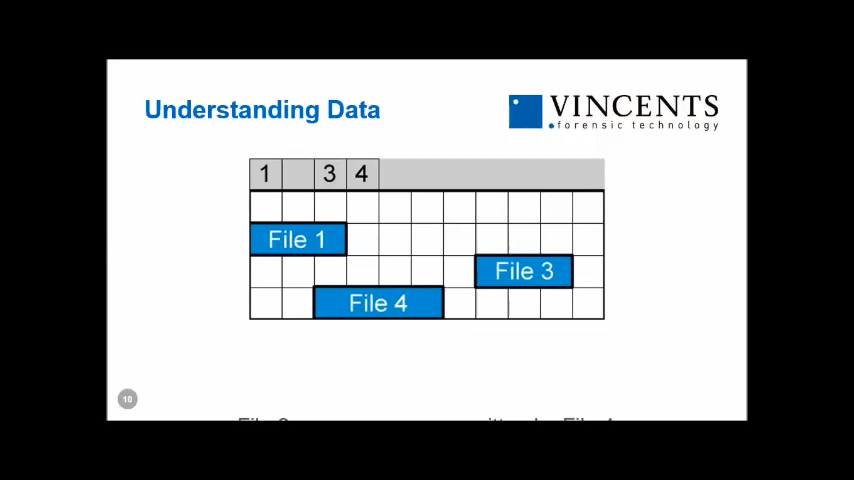 Understanding Data
VINCENTS
forensic technology
1 3 4
File 1
File 3
File 4
10